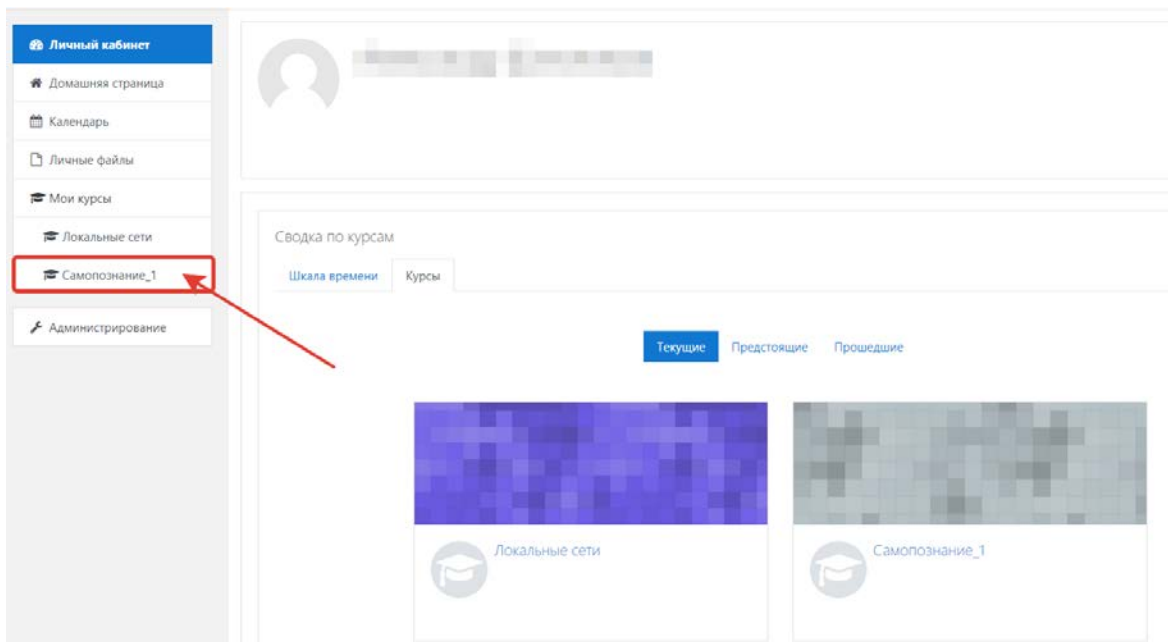 Личный кабинет
Домашняя страница
Календарь
Личные файлы
Мои курсы
Локальные сети
Самопознание_1
Администрирование
Сводка по курсам
Шкала времени Курсы
Текущие Предстоящие Прошедшие
Локальные сети Самопознание_1